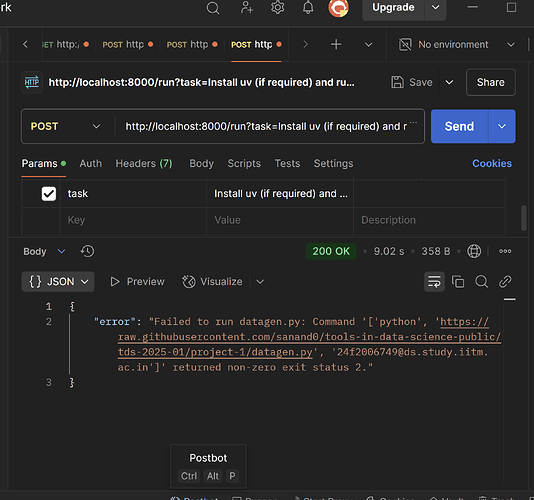 rk
Upgrade
GET http:/
POST http
POST http
POST http
No environment
HTTP http://localhost:8000/run?task=Install uv (if required) and ru...
Save
Share
POST
http://localhost:8000/run?task=Install uv (if required) and r
Send
Params
Auth
Headers (7)
Body
Scripts
Tests
Settings
Cookies
task
Install uv (if required) and ...
Key
Value
Description
Body
200 OK
9.02 s
358 B
{ } JSON
Preview
Visualize
1 {
2 "error": "Failed to run datagen.py: Command '['python', 'https://
raw.githubusercontent.com/sanand0/tools-in-data-science-public/
tds-2025-01/project-1/datagen.py', '24f2006749@ds.study.iitm.
ac.in']' returned non-zero exit status 2."
3 }
Postbot
Ctrl Alt P